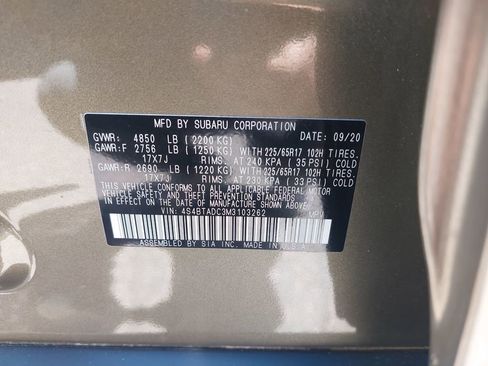 MFD BY SUBARU CORPORATION
GVWR: 4850 LB ( 2200 KG) DATE: 09/20
GAWR:F 2756 LB ( 1250 KG) WITH 225/65R17 102H TIRES.
17X7J RIMS. AT 240 KPA ( 35 PSI) COLD
GAWR:R 2690 LB ( 1220 KG) WITH 225/65R17 102H TIRES.
17X7J RIMS. AT 230 KPA ( 33 PSI) COLD
THIS VEHICLE CONFORMS TO ALL APPLICABLE FEDERAL MOTOR
VEHICLE SAFETY AND THEFT PREVENTION STANDARDS
IN EFFECT ON THE DATE OF MANUFACTURE SHOWN ABOVE.
VIN: 4S4BTADC3M3103262 MPV
ASSEMBLED BY SIA INC. IN U.S.A.